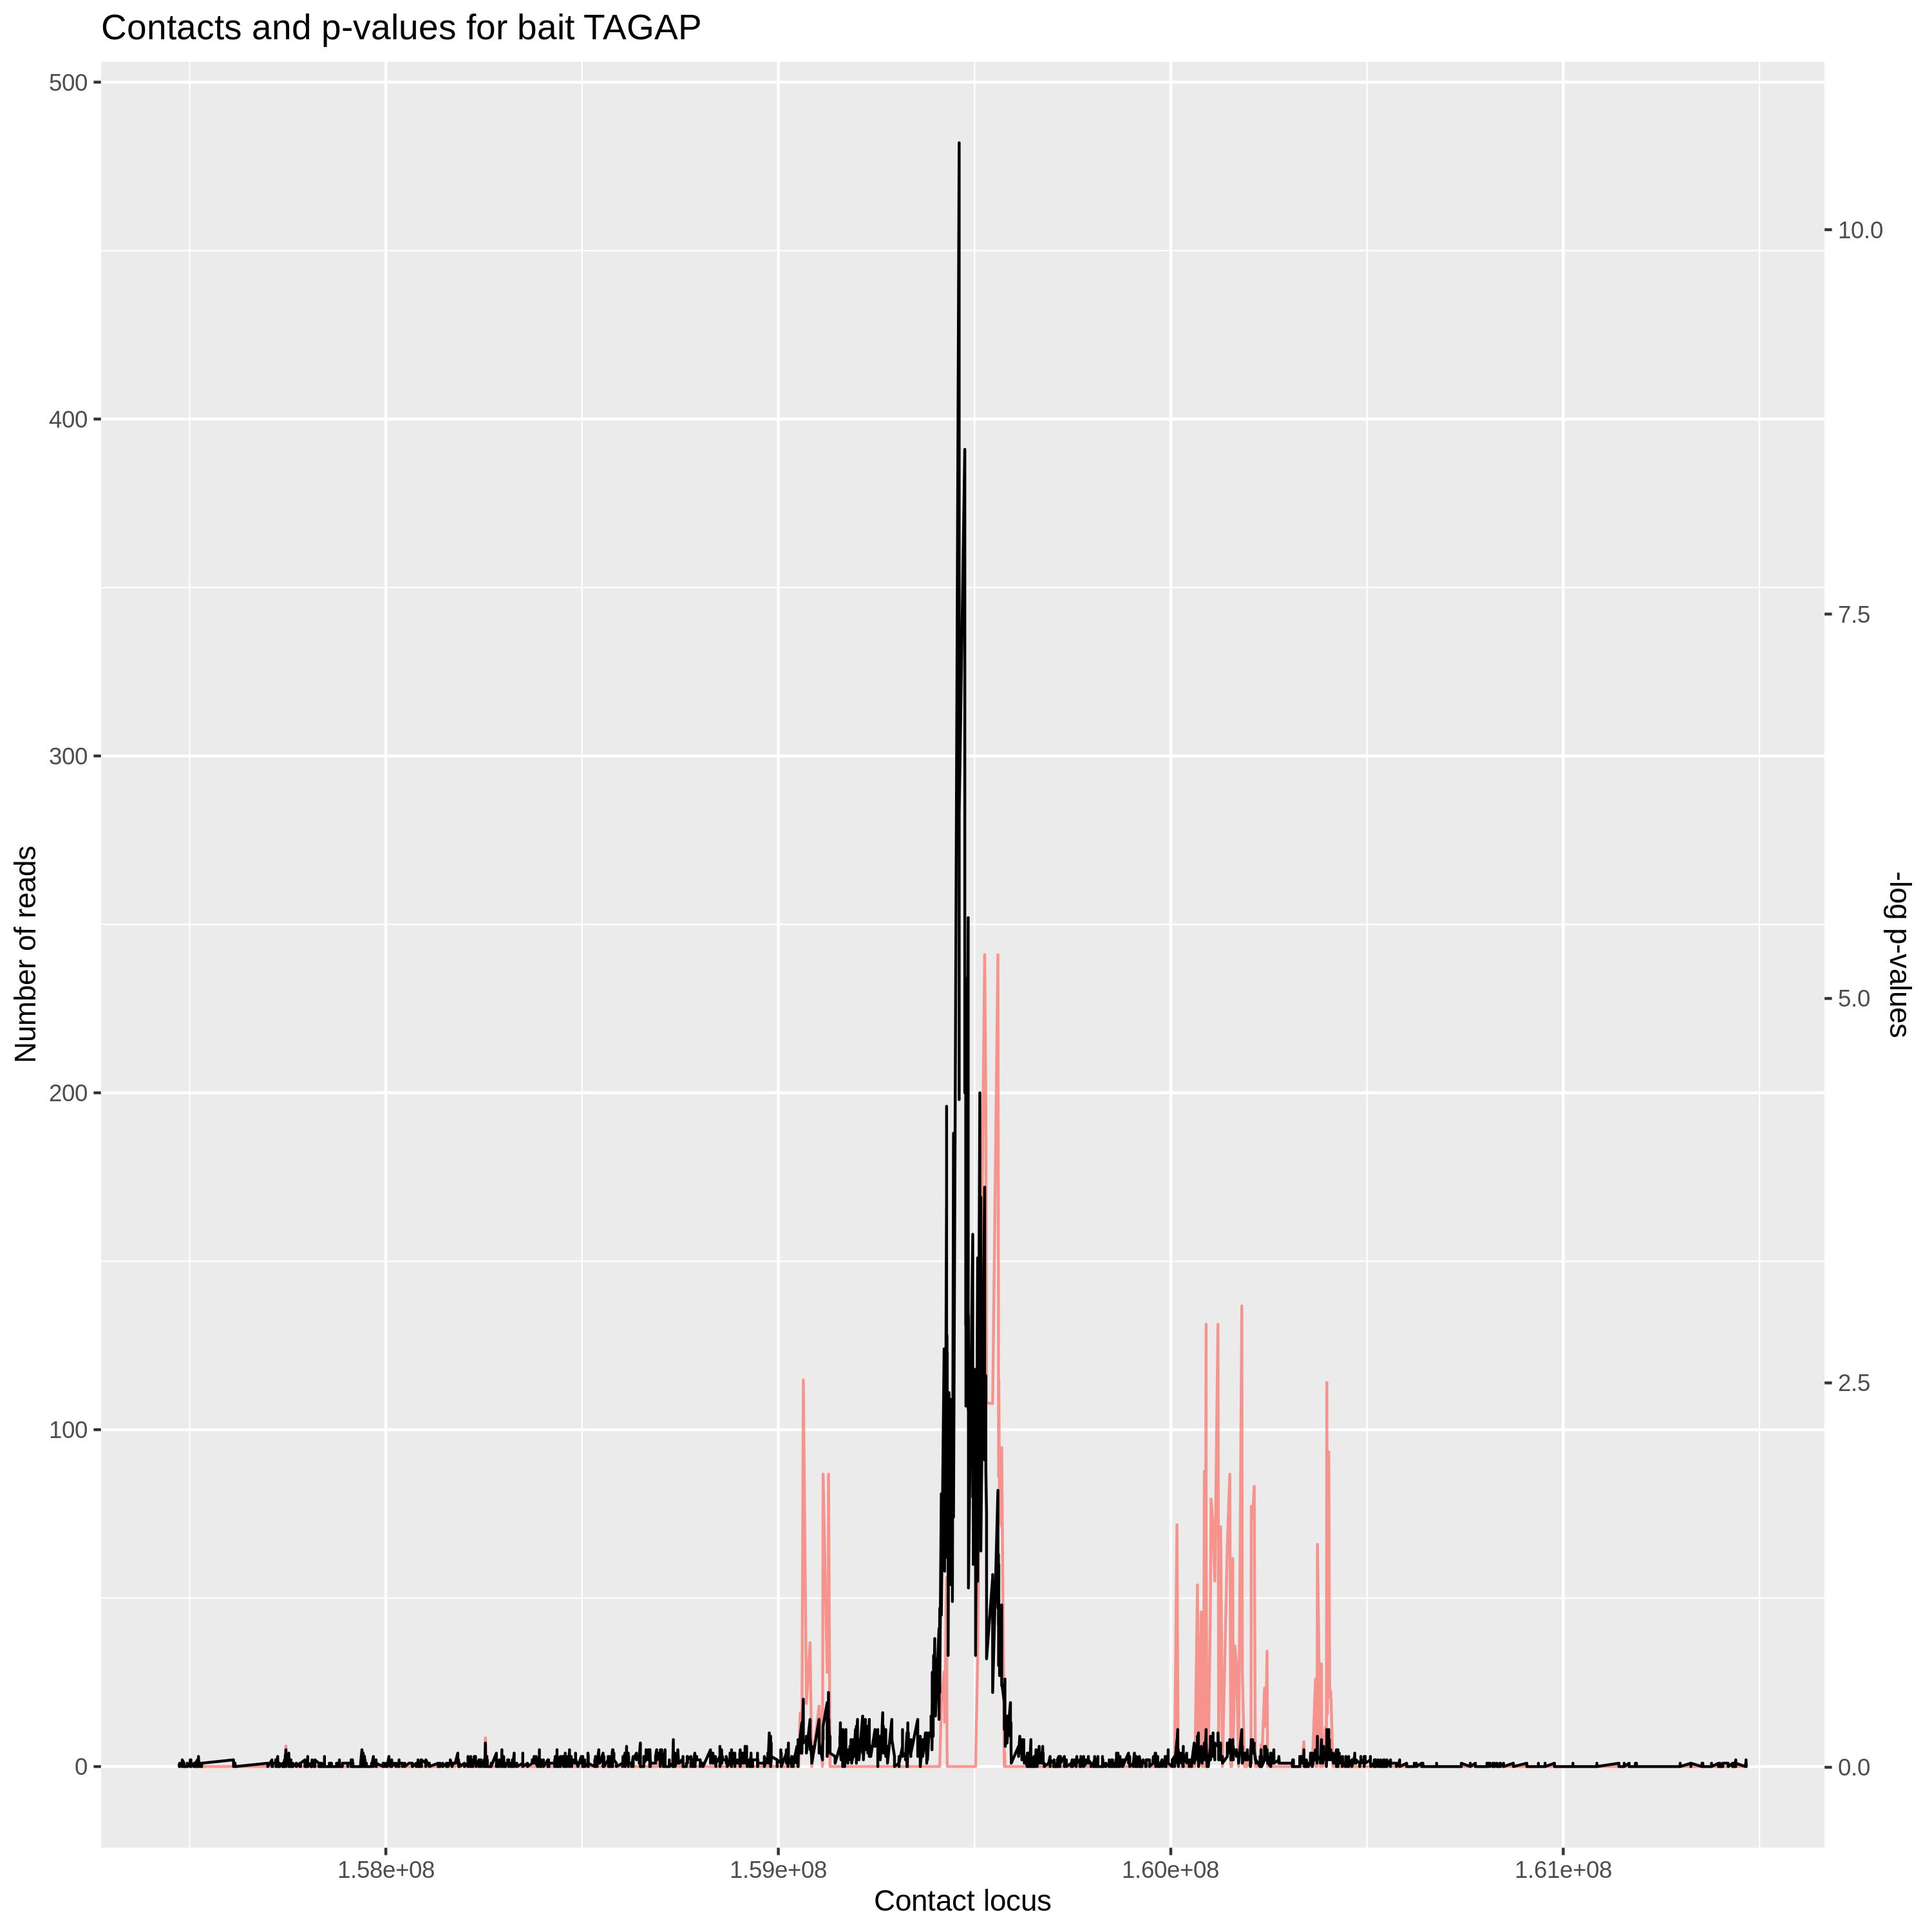 Contacts and p-values for bait TAGAP
500
400
300
200
100
0
Number of reads
10.0
7.5
5.0
2.5
0.0
-log p-values
1.58e+08
1.59e+08
1.60e+08
1.61e+08
Contact locus